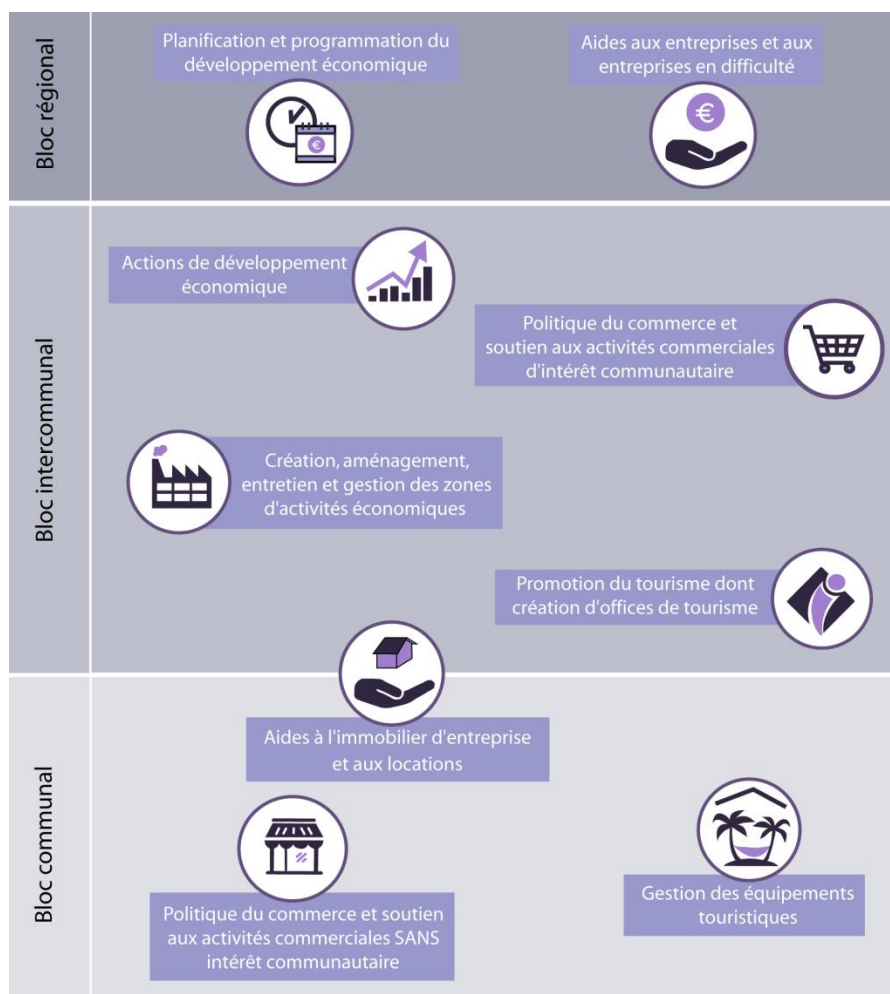 Bloc régional
Planification et programmation du
développement économique
€
Aides aux entreprises et aux
entreprises en difficulté
€
Bloc intercommunal
Actions de développement
économique
Politique du commerce et
soutien aux activités commerciales
d'intérêt communautaire
Création, aménagement,
entretien et gestion des zones
d'activités économiques
Promotion du tourisme dont
création d'offices de tourisme
Bloc communal
Aides à l'immobilier d'entreprise
et aux locations
Politique du commerce et soutien
aux activités commerciales SANS
intérêt communautaire
Gestion des équipements
touristiques